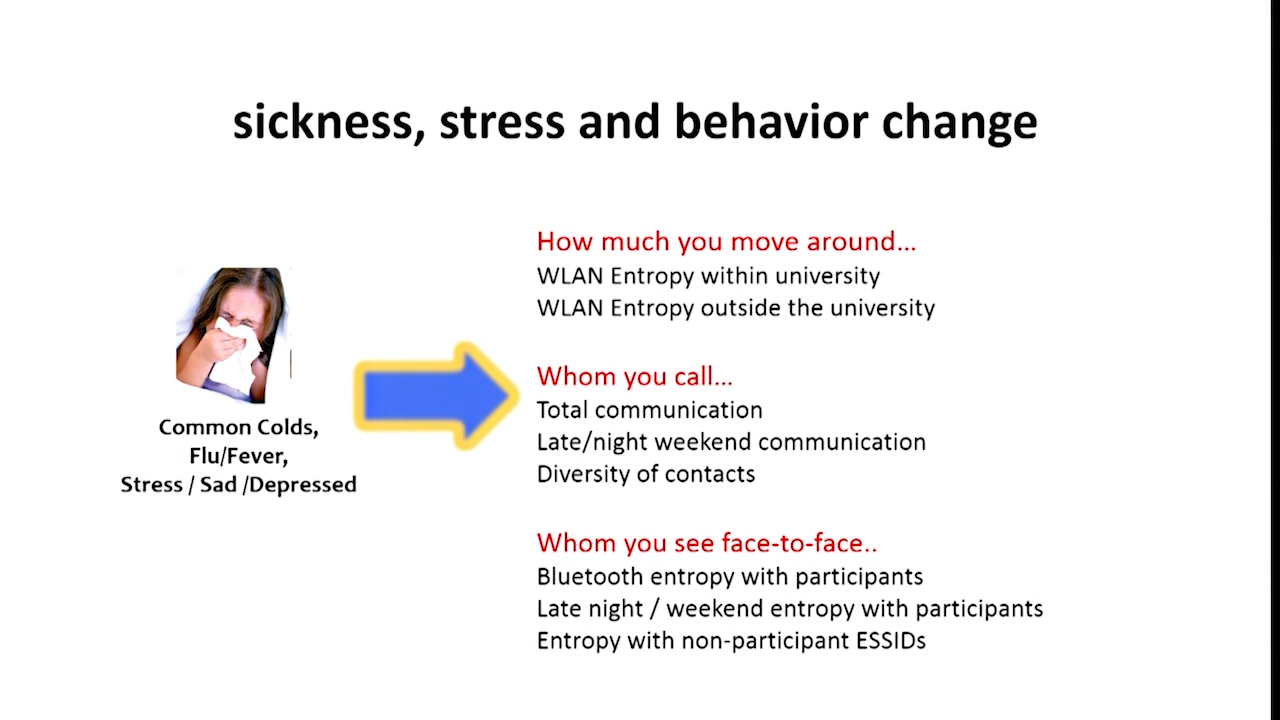 sickness, stress and behavior change
Common Colds,
Flu/Fever,
Stress / Sad /Depressed
How much you move around...
WLAN Entropy within university
WLAN Entropy outside the university
Whom you call...
Total communication
Late/night weekend communication
Diversity of contacts
Whom you see face-to-face..
Bluetooth entropy with participants
Late night / weekend entropy with participants
Entropy with non-participant ESSIDs